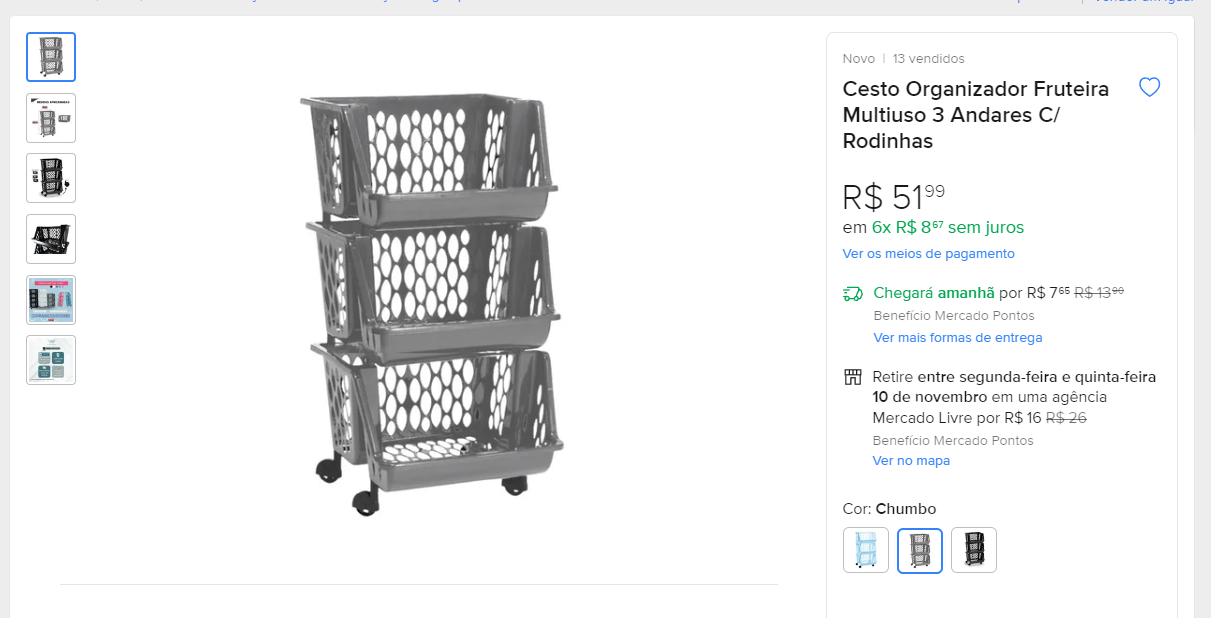 Novo | 13 vendidos
Cesto Organizador Fruteira
Multiuso 3 Andares C/
Rodinhas
R$ 51 99
em 6x R$ 8 67 sem juros
Ver os meios de pagamento
Chegará amanhã por R$ 7 65 R$ 13 90
Benefício Mercado Pontos
Ver mais formas de entrega
Retire entre segunda-feira e quinta-feira
10 de novembro em uma agência
Mercado Livre por R$ 16 R$ 26
Benefício Mercado Pontos
Ver no mapa
Cor: Chumbo